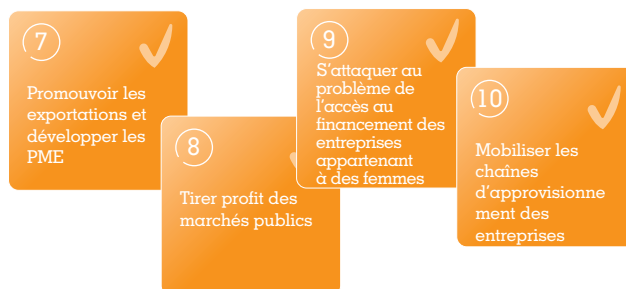 7
Promouvoir les
exportations et
développer les
PME
8
Tirer profit des
marchés publics
9
S'attaquer au
problème de
l'accès au
financement des
entreprises
appartenant
à des femmes
10
Mobiliser les
chaînes
d'approvisionne
ment des
entreprises